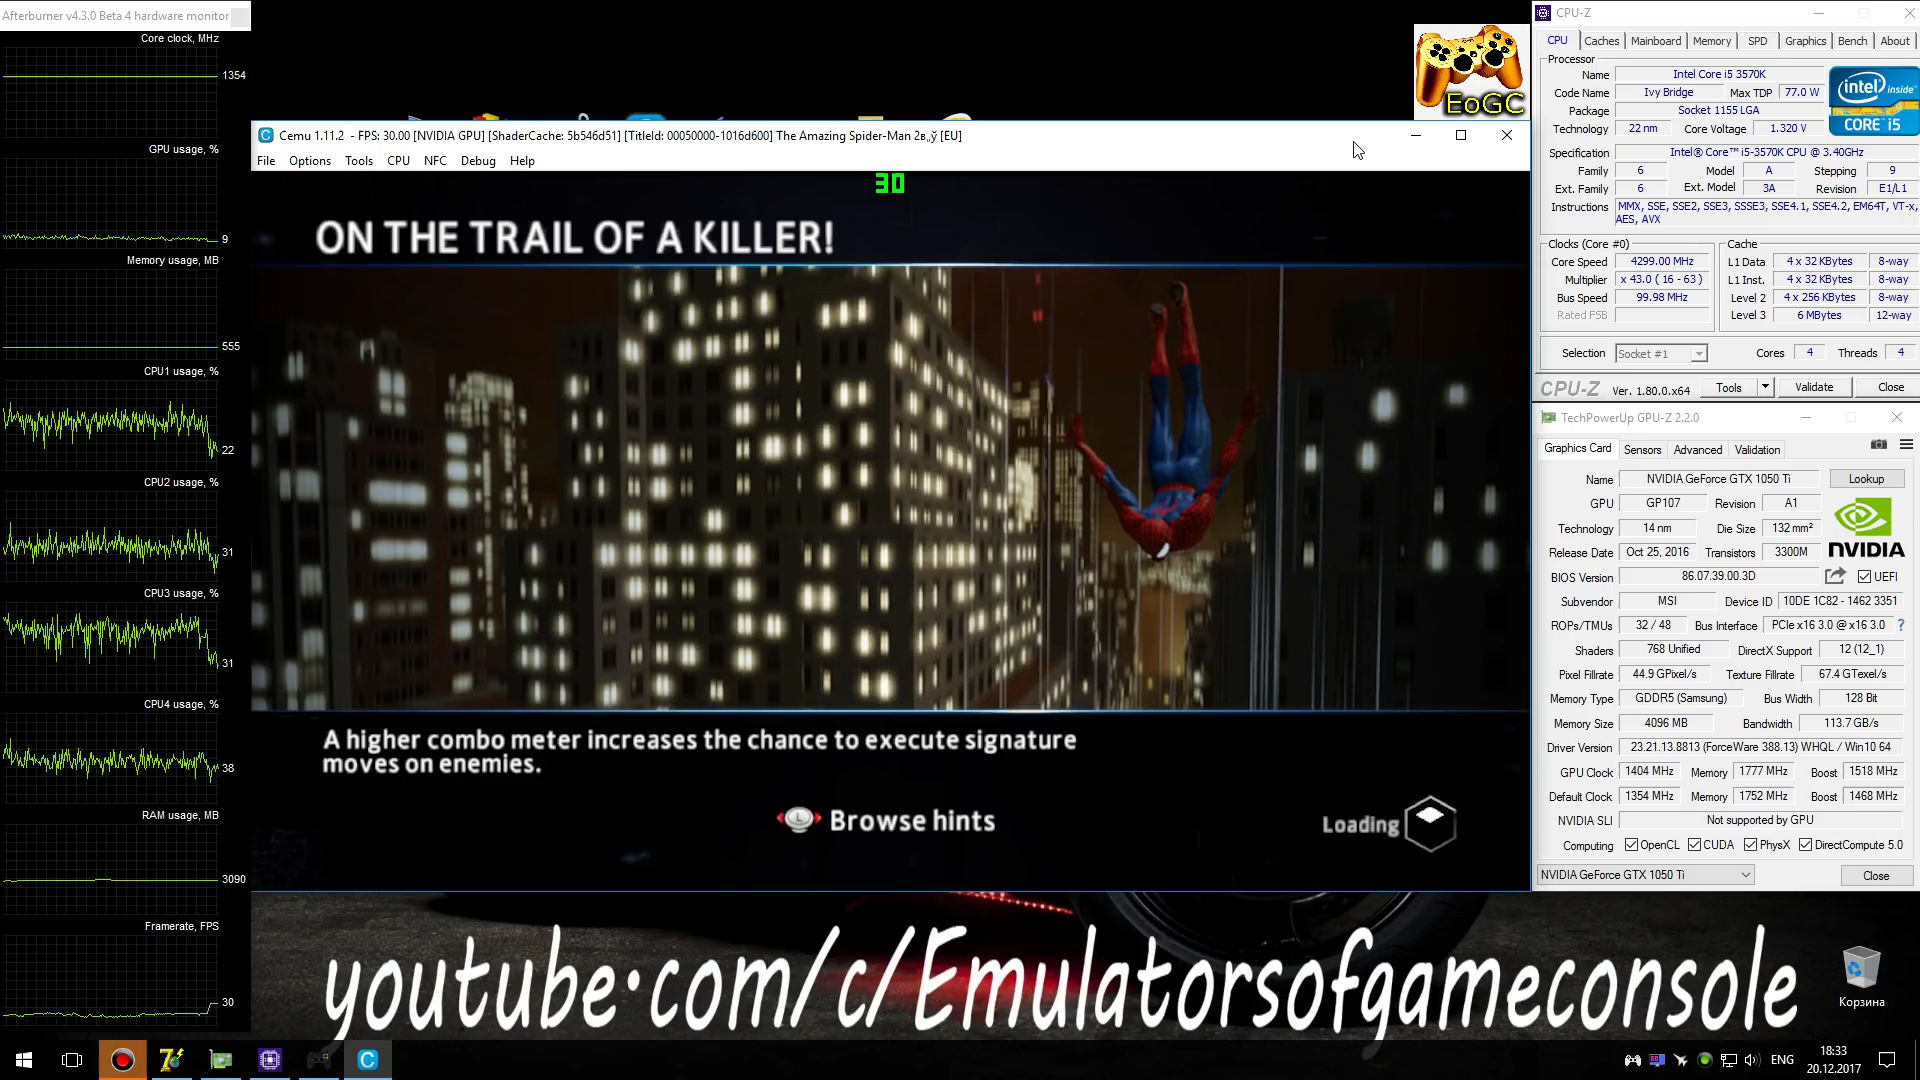 Afterburner v4.3.0 Beta 4 hardware monitor
Core clock, MHz
1354
GPU usage, %
9
Memory usage, MB
555
CPU1 usage, %
22
CPU2 usage, %
31
CPU3 usage, %
31
CPU4 usage, %
38
RAM usage, MB
3090
Framerate, FPS
30
EoGC
Cemu 1.11.2 - FPS: 30.00 [NVIDIA GPU] [ShaderCache: 5b546d51] [TitleId: 00050000-1016d600] The Amazing Spider-Man 2в„ў [EU]
File Options Tools CPU NFC Debug Help
30
ON THE TRAIL OF A KILLER!
A higher combo meter increases the chance to execute signature
moves on enemies.
L Browse hints
Loading
youtube.com/c/Emulatorsofgameconsole
CPU-Z
CPU Caches Mainboard Memory SPD Graphics Bench About
Processor
Name Intel Core i5 3570K
Code Name Ivy Bridge Max TDP 77.0 W
Package Socket 1155 LGA
Technology 22 nm Core Voltage 1.320 V
intel inside™
CORE i5
Specification Intel® Core™ i5-3570K CPU @ 3.40GHz
Family 6 Model A Stepping 9
Ext. Family 6 Ext. Model 3A Revision E1/L1
Instructions MMX, SSE, SSE2, SSE3, SSSE3, SSE4.1, SSE4.2, EM64T, VT-x,
AES, AVX
Clocks (Core #0) Cache
Core Speed 4299.00 MHz L1 Data 4 x 32 KBytes 8-way
Multiplier x 43.0 ( 16 - 63 ) L1 Inst. 4 x 32 KBytes 8-way
Bus Speed 99.98 MHz Level 2 4 x 256 KBytes 8-way
Rated FSB Level 3 6 MBytes 12-way
Selection Socket #1 Cores 4 Threads 4
CPU-Z Ver. 1.80.0.x64 Tools Validate Close
TechPowerUp GPU-Z 2.2.0
Graphics Card Sensors Advanced Validation
Name NVIDIA GeForce GTX 1050 Ti Lookup
GPU GP107 Revision A1
Technology 14 nm Die Size 132 mm²
Release Date Oct 25, 2016 Transistors 3300M
NVIDIA
BIOS Version 86.07.39.00.3D UEFI
Subvendor MSI Device ID 10DE 1C82 - 1462 3351
ROPs/TMUs 32 / 48 Bus Interface PCIe x16 3.0 @ x16 3.0 ?
Shaders 768 Unified DirectX Support 12 (12_1)
Pixel Fillrate 44.9 GPixel/s Texture Fillrate 67.4 GTexel/s
Memory Type GDDR5 (Samsung) Bus Width 128 Bit
Memory Size 4096 MB Bandwidth 113.7 GB/s
Driver Version 23.21.13.8813 (ForceWare 388.13) WHQL / Win10 64
GPU Clock 1404 MHz Memory 1777 MHz Boost 1518 MHz
Default Clock 1354 MHz Memory 1752 MHz Boost 1468 MHz
NVIDIA SLI Not supported by GPU
Computing OpenCL CUDA PhysX DirectCompute 5.0
NVIDIA GeForce GTX 1050 Ti Close
Корзина
ENG
18:33
20.12.2017